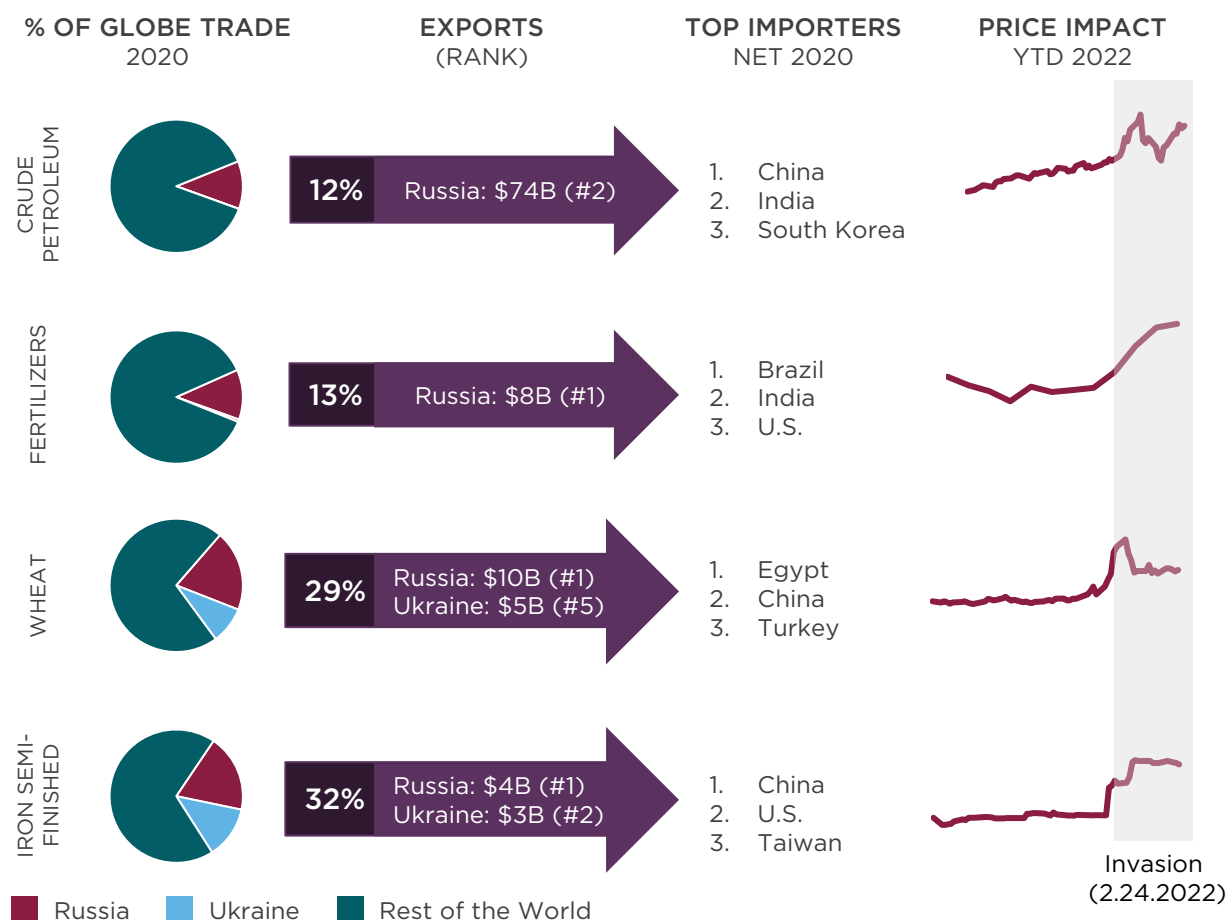 % OF GLOBE TRADE
2020
EXPORTS
(RANK)
TOP IMPORTERS
NET 2020
PRICE IMPACT
YTD 2022
CRUDE
PETROLEUM
12%
Russia: $74B (#2)
1. China
2. India
3. South Korea
FERTILIZERS
13%
Russia: $8B (#1)
1. Brazil
2. India
3. U.S.
WHEAT
29%
Russia: $10B (#1)
Ukraine: $5B (#5)
1. Egypt
2. China
3. Turkey
IRON SEMI-
FINISHED
32%
Russia: $4B (#1)
Ukraine: $3B (#2)
1. China
2. U.S.
3. Taiwan
Invasion
(2.24.2022)
Russia
Ukraine
Rest of the World